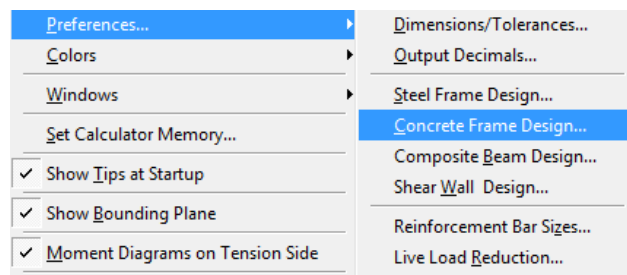 Preferences...
Colors
Windows
Set Calculator Memory...
Show Tips at Startup
Show Bounding Plane
Moment Diagrams on Tension Side
Dimensions/Tolerances...
Output Decimals...
Steel Frame Design...
Concrete Frame Design...
Composite Beam Design...
Shear Wall Design...
Reinforcement Bar Sizes...
Live Load Reduction...